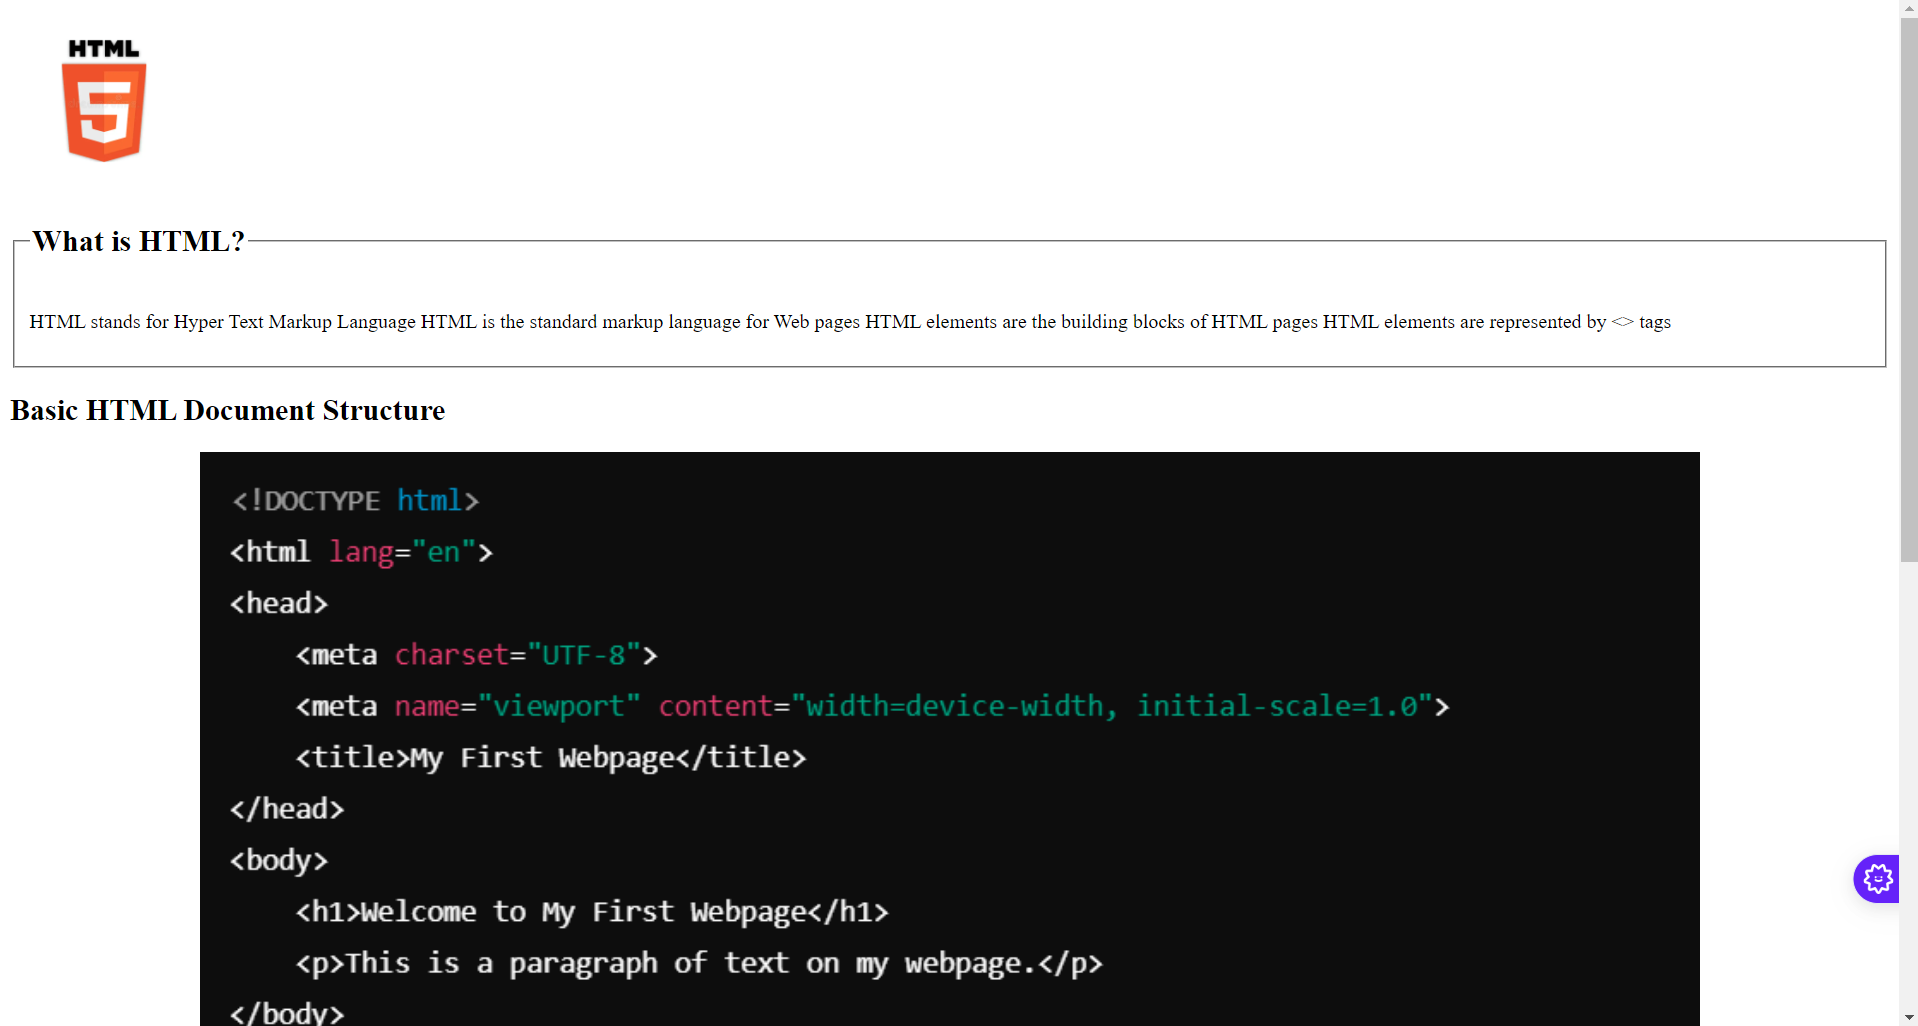 HTML
5
What is HTML?
HTML stands for Hyper Text Markup Language HTML is the standard markup language for Web pages HTML elements are the building blocks of HTML pages HTML elements are represented by <> tags
Basic HTML Document Structure
<!DOCTYPE html>
<html lang="en">
<head>
    <meta charset="UTF-8">
    <meta name="viewport" content="width=device-width, initial-scale=1.0">
    <title>My First Webpage</title>
</head>
<body>
    <h1>Welcome to My First Webpage</h1>
    <p>This is a paragraph of text on my webpage.</p>
</body>